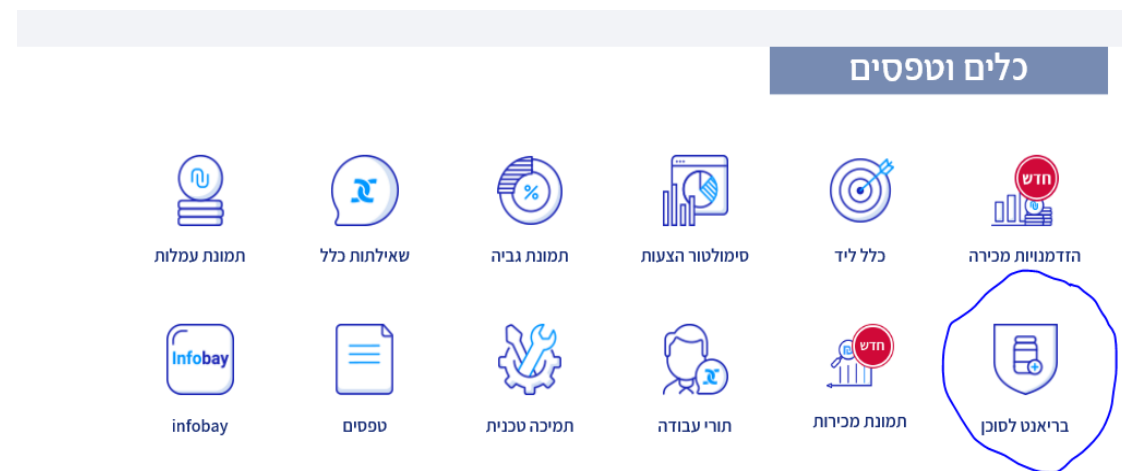 כלים וטפסים
חדש
הזדמנויות מכירה
כלל ליד
סימולטור הצעות
%
תמונת גביה
שאילתות כלל
₪
תמונת עמלות
בריאנט לסוכן
חדש
תמונת מכירות
תורי עבודה
תמיכה טכנית
טפסים
Infobay
infobay